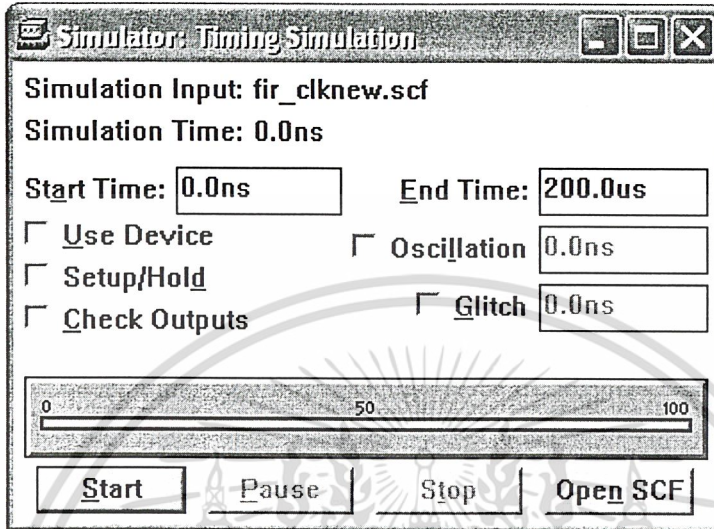 Simulator: Timing Simulation
Simulation Input: fir_clknew.scf
Simulation Time: 0.0ns
Start Time: 0.0ns End Time: 200.0us
Use Device
Oscillation 0.0ns
Setup/Hold
Glitch 0.0ns
Check Outputs
0 50 100
Start Pause Stop Open SCF